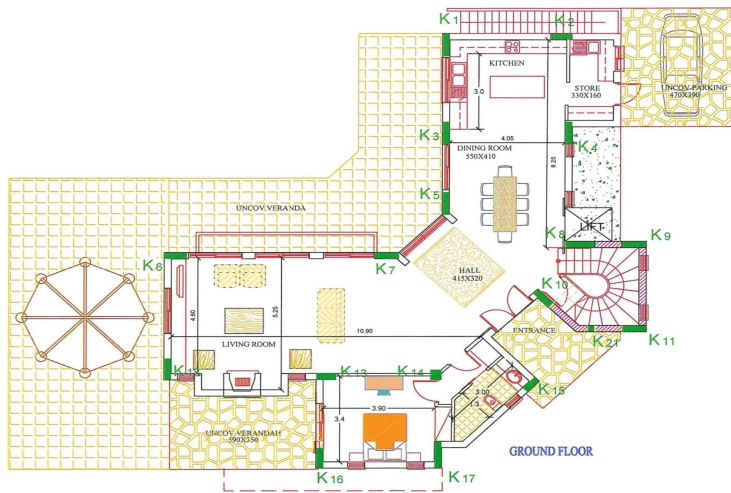 K1
K2
KITCHEN
3.0
STORE
330X160
UNCOV.PARKING
470X390
K3
4.05
K4
DINING ROOM
550X410
8.25
K5
UNCOV.VERANDA
K8
LIFT
K9
K6
K7
HALL
415X320
K10
4.60
5.25
10.90
LIVING ROOM
ENTRANCE
K21
K11
K12
K13
K14
3.00
1.3
K15
3.90
3.4
UNCOV.VERANDAH
590X350
GROUND FLOOR
K16
K17